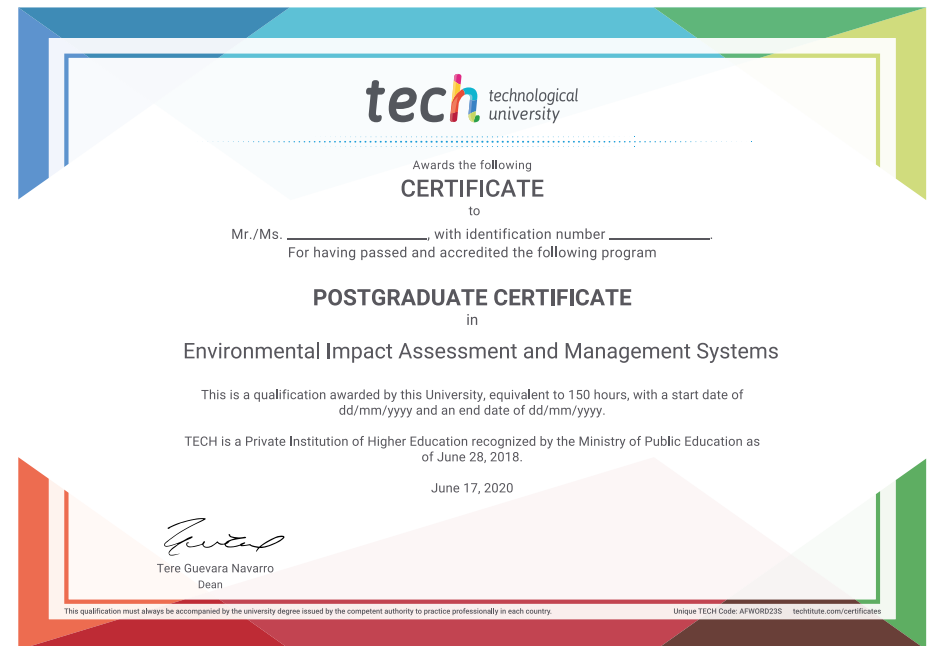 tech technological
university
Awards the following
CERTIFICATE
to
Mr./Ms. ____________________, with identification number ______________.
For having passed and accredited the following program
POSTGRADUATE CERTIFICATE
in
Environmental Impact Assessment and Management Systems
This is a qualification awarded by this University, equivalent to 150 hours, with a start date of
dd/mm/yyyy and an end date of dd/mm/yyyy.
TECH is a Private Institution of Higher Education recognized by the Ministry of Public Education as
of June 28, 2018.
June 17, 2020
Tere Guevara Navarro
Dean
This qualification must always be accompanied by the university degree issued by the competent authority to practice professionally in each country. Unique TECH Code: AFWORD23S techtitute.com/certificates